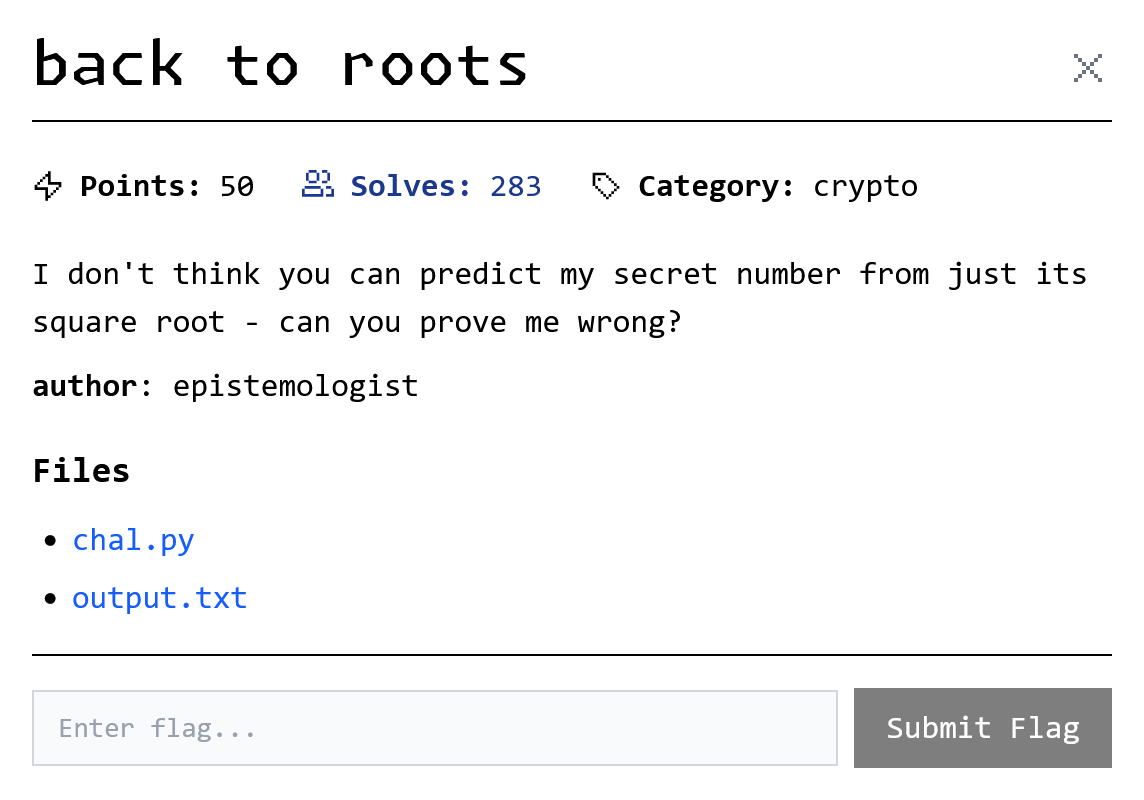 back to roots
Points: 50 Solves: 283 Category: crypto
I don't think you can predict my secret number from just its
square root - can you prove me wrong?
author: epistemologist
Files
• chal.py
• output.txt
Enter flag... Submit Flag